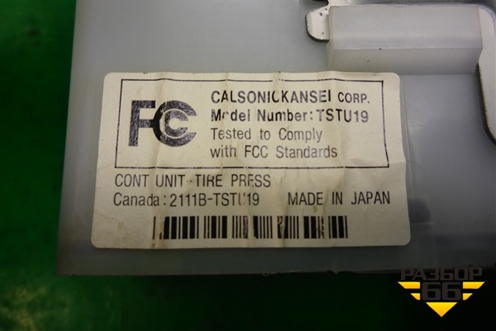 FCC
CALSONICKANSEI CORP.
Model Number:TSTU19
Tested to Comply
with FCC Standards
CONT UNIT-TIRE PRESS
Canada:2111B-TSTU19 MADE IN JAPAN
РАЗБОР
66